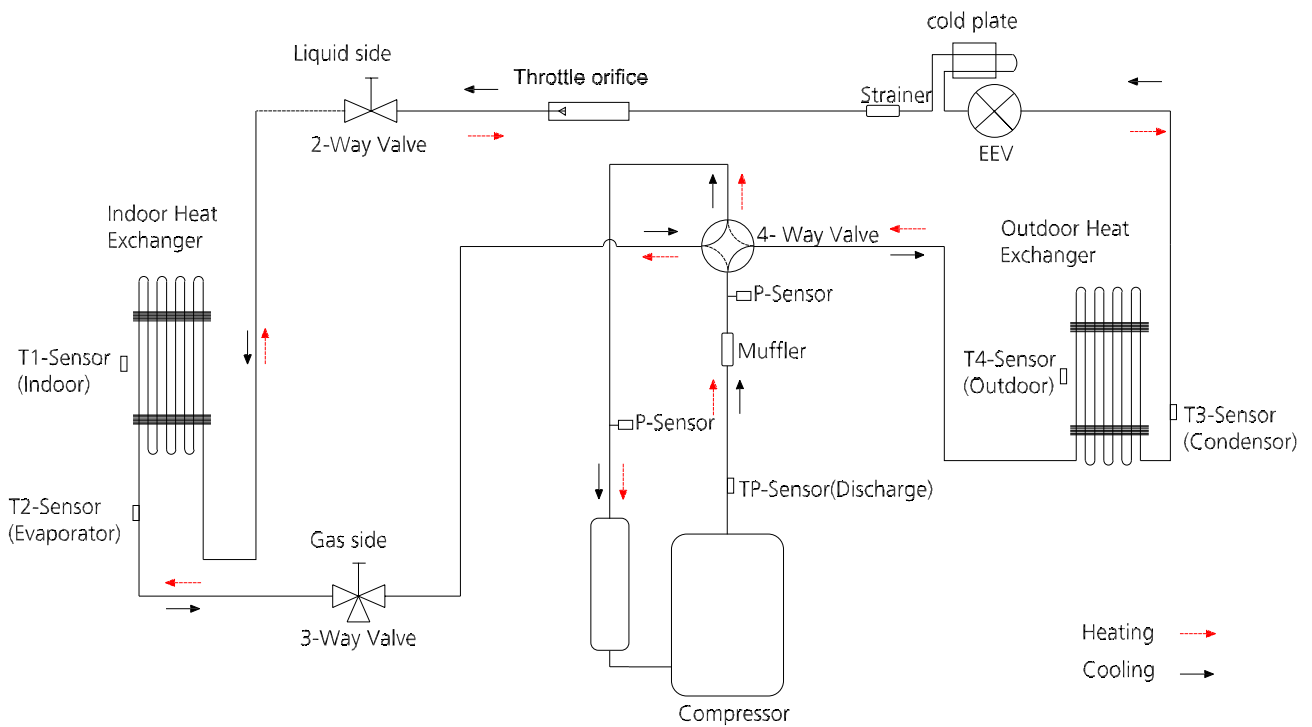 cold plate
Liquid side
Throttle orifice
Strainer
2-Way Valve
EEV
Indoor Heat
Exchanger
4- Way Valve
Outdoor Heat
Exchanger
P-Sensor
Muffler
T1-Sensor
(Indoor)
T4-Sensor
(Outdoor)
P-Sensor
T3-Sensor
(Condensor)
TP-Sensor(Discharge)
T2-Sensor
(Evaporator)
Gas side
3-Way Valve
Heating
Cooling
Compressor